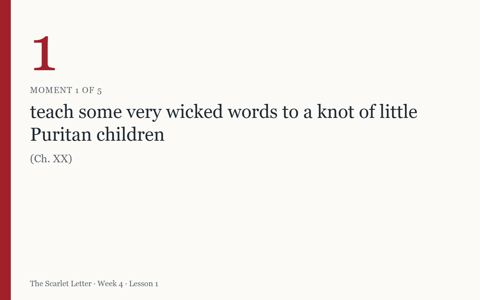 1
MOMENT 1 OF 5
teach some very wicked words to a knot of little
Puritan children
(Ch. XX)
The Scarlet Letter · Week 4 · Lesson 1